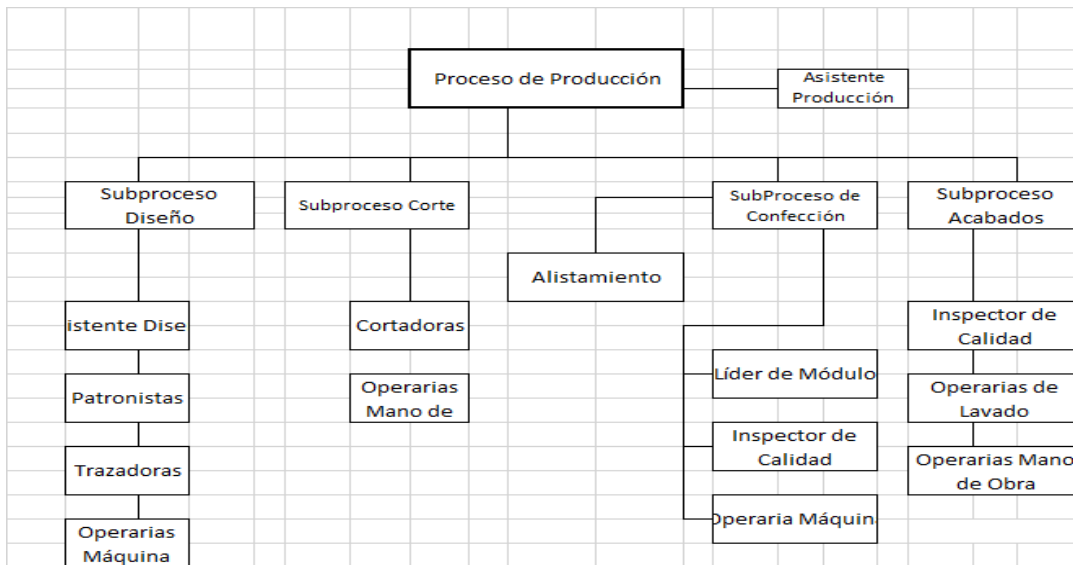 Proceso de Producción
Asistente
Producción
Subproceso
Diseño
Subproceso Corte
SubProceso de
Confección
Subproceso
Acabados
Alistamiento
istente Dise
Cortadoras
Inspector de
Calidad
Líder de Módulo
Patronistas
Operarias
Mano de
Operarias de
Lavado
Inspector de
Calidad
Trazadoras
Operarias Mano
de Obra
Operaria Máquin
Operarias
Máquina